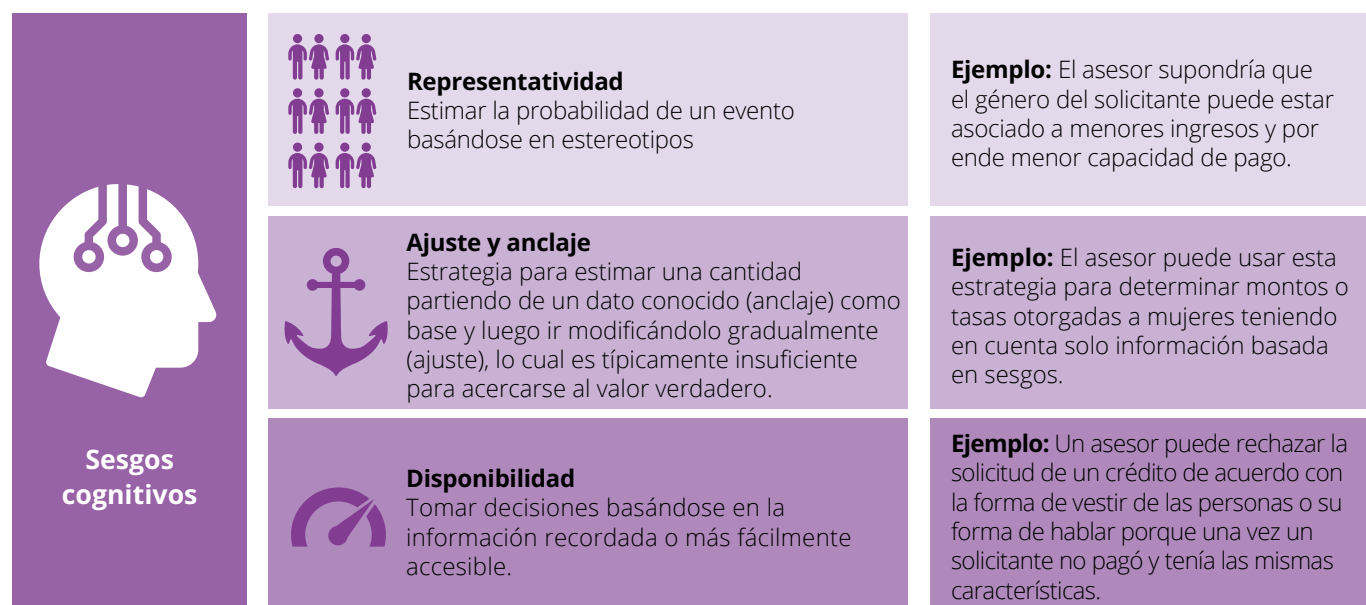 Sesgos
cognitivos
Representatividad
Estimar la probabilidad de un evento
basándose en estereotipos
Ejemplo: El asesor supondría que
el género del solicitante puede estar
asociado a menores ingresos y por
ende menor capacidad de pago.
Ajuste y anclaje
Estrategia para estimar una cantidad
partiendo de un dato conocido (anclaje) como
base y luego ir modificándolo gradualmente
(ajuste), lo cual es típicamente insuficiente
para acercarse al valor verdadero.
Ejemplo: El asesor puede usar esta
estrategia para determinar montos o
tasas otorgadas a mujeres teniendo
en cuenta solo información basada
en sesgos.
Disponibilidad
Tomar decisiones basándose en la
información recordada o más fácilmente
accesible.
Ejemplo: Un asesor puede rechazar la
solicitud de un crédito de acuerdo con
la forma de vestir de las personas o su
forma de hablar porque una vez un
solicitante no pagó y tenía las mismas
características.